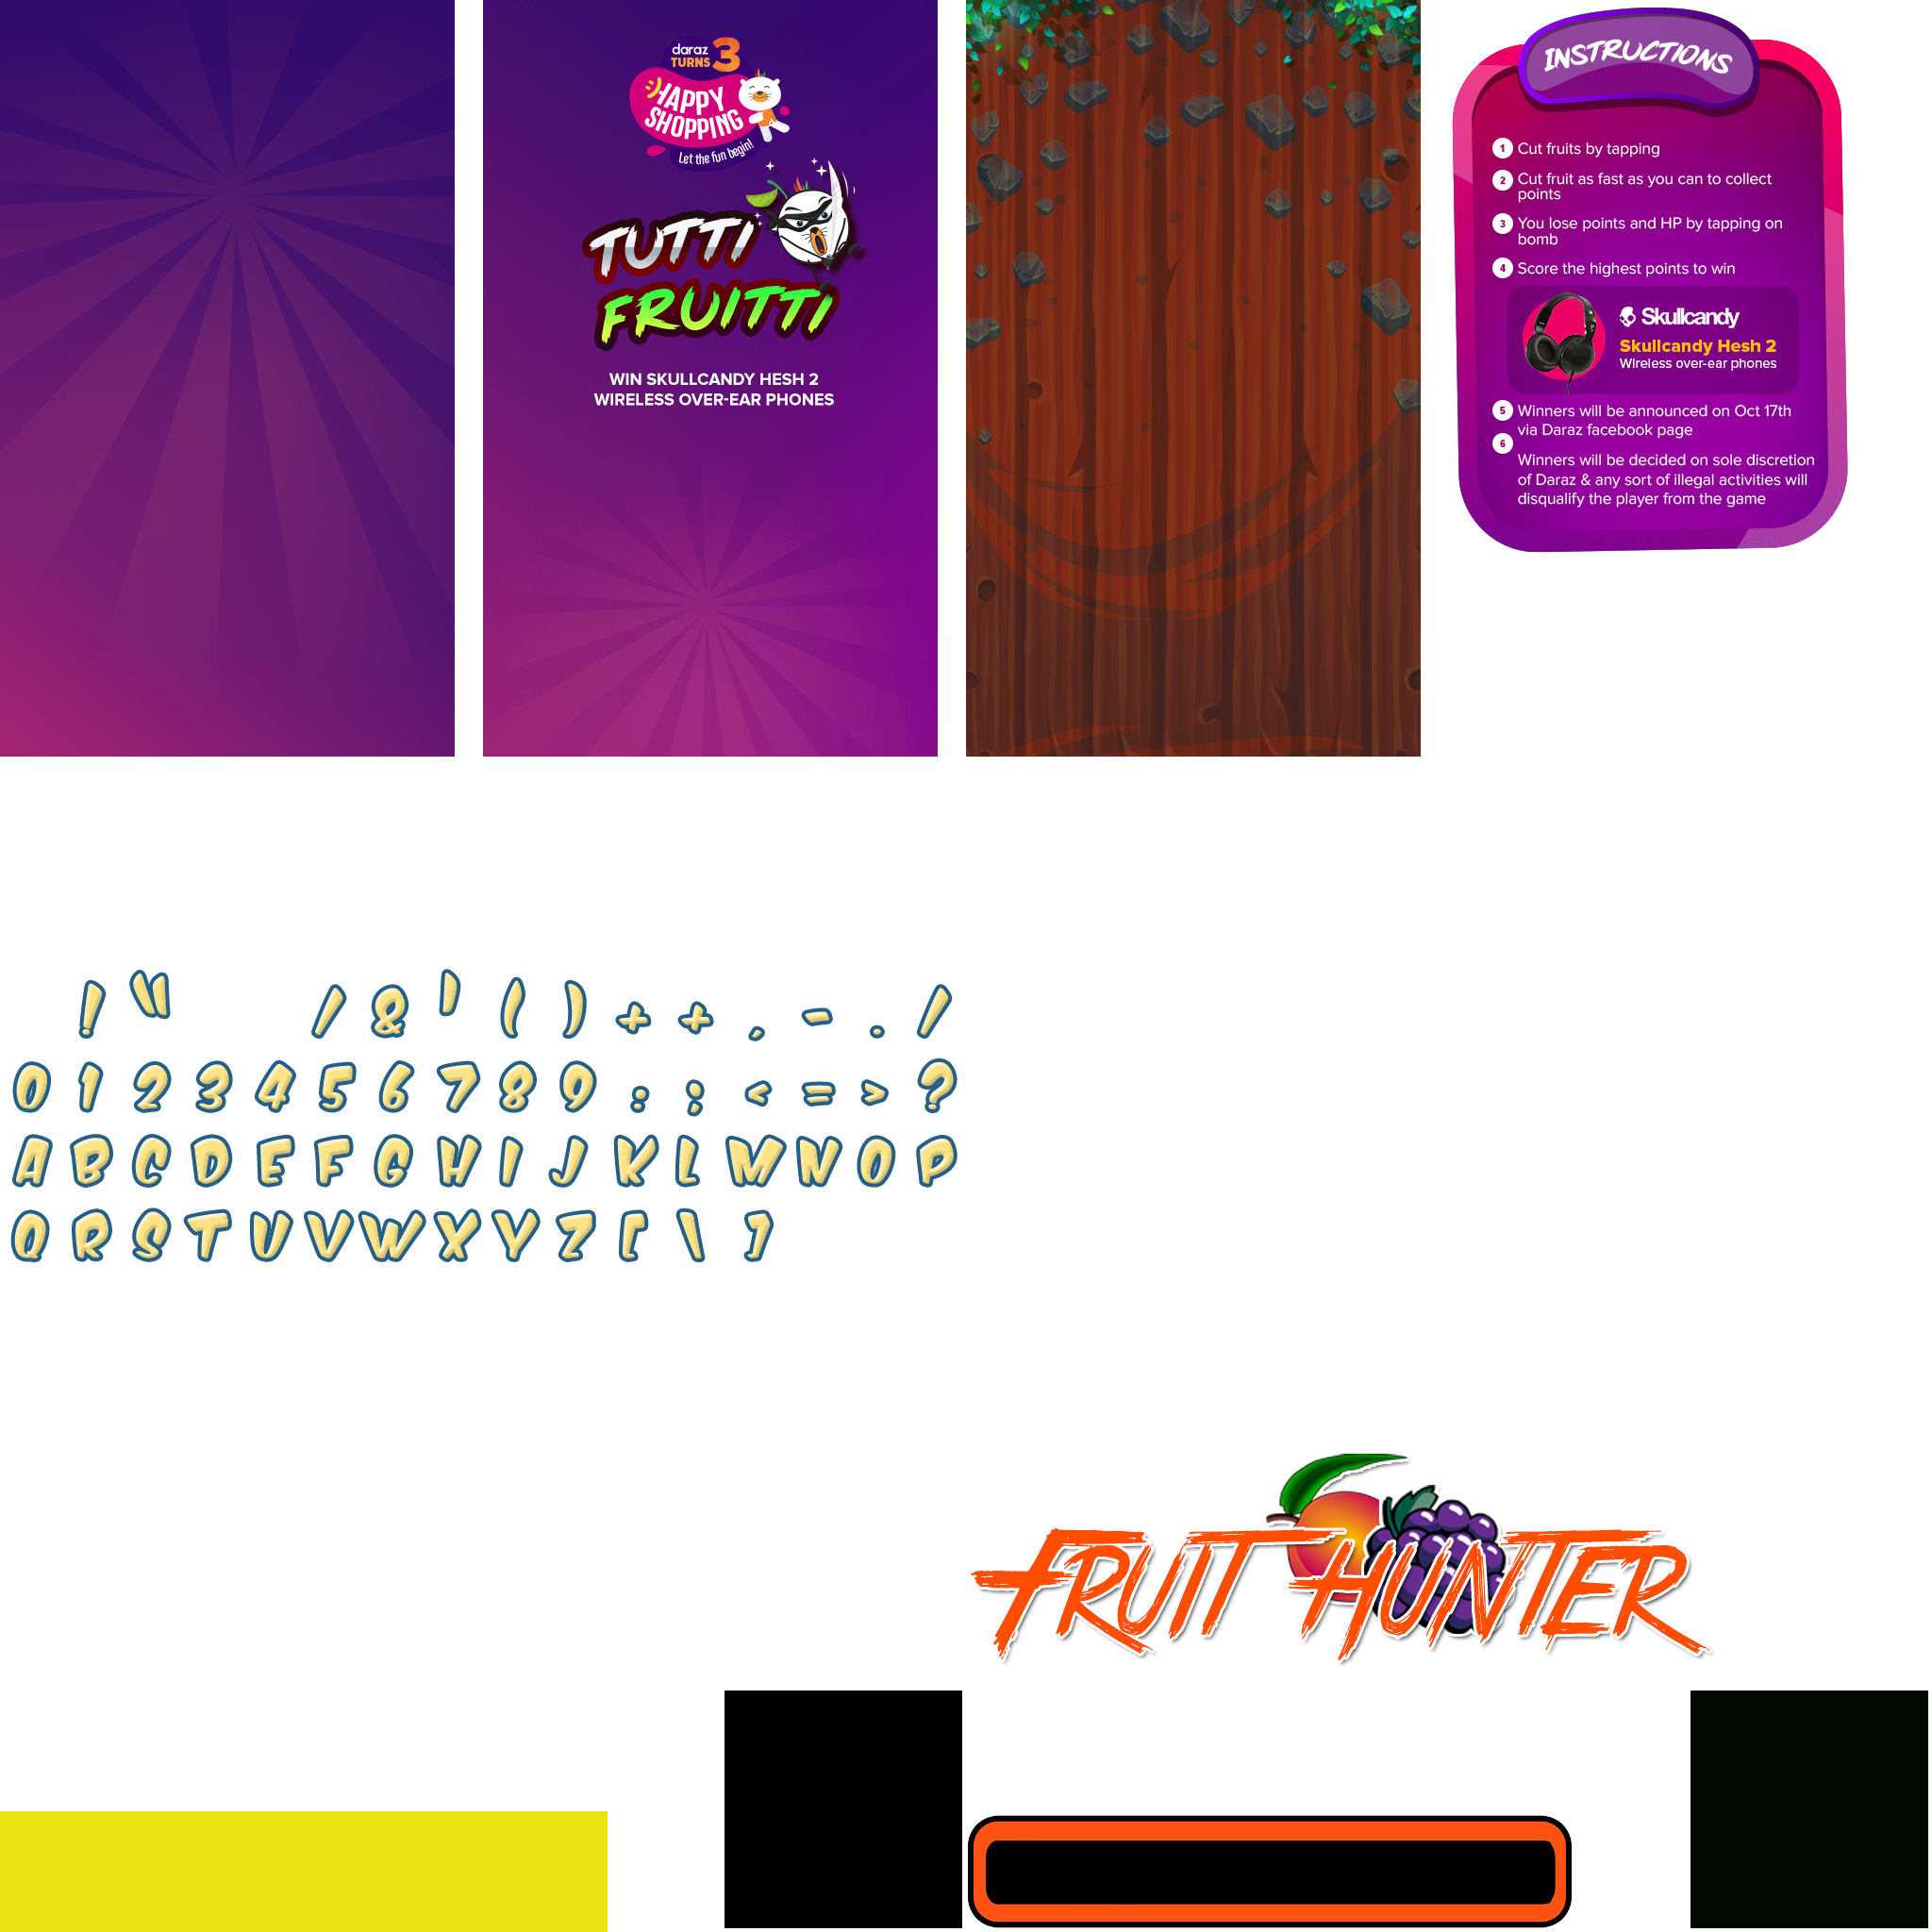 daraz
TURNS 3
HAPPY
SHOPPING
Let the fun begin!
TUTTI
FRUITTI
WIN SKULLCANDY HESH 2
WIRELESS OVER-EAR PHONES
INSTRUCTIONS
1 Cut fruits by tapping
2 Cut fruit as fast as you can to collect
points
3 You lose points and HP by tapping on
bomb
4 Score the highest points to win
Skullcandy
Skullcandy Hesh 2
Wireless over-ear phones
5 Winners will be announced on Oct 17th
via Daraz facebook page
6
Winners will be decided on sole discretion
of Daraz & any sort of illegal activities will
disqualify the player from the game
! " / & ' ( ) + + , - . /
0 1 2 3 4 5 6 7 8 9 : ; < = > ?
A B C D E F G H I J K L M N O P
Q R S T U V W X Y Z [ \ ]
FRUIT HUNTER